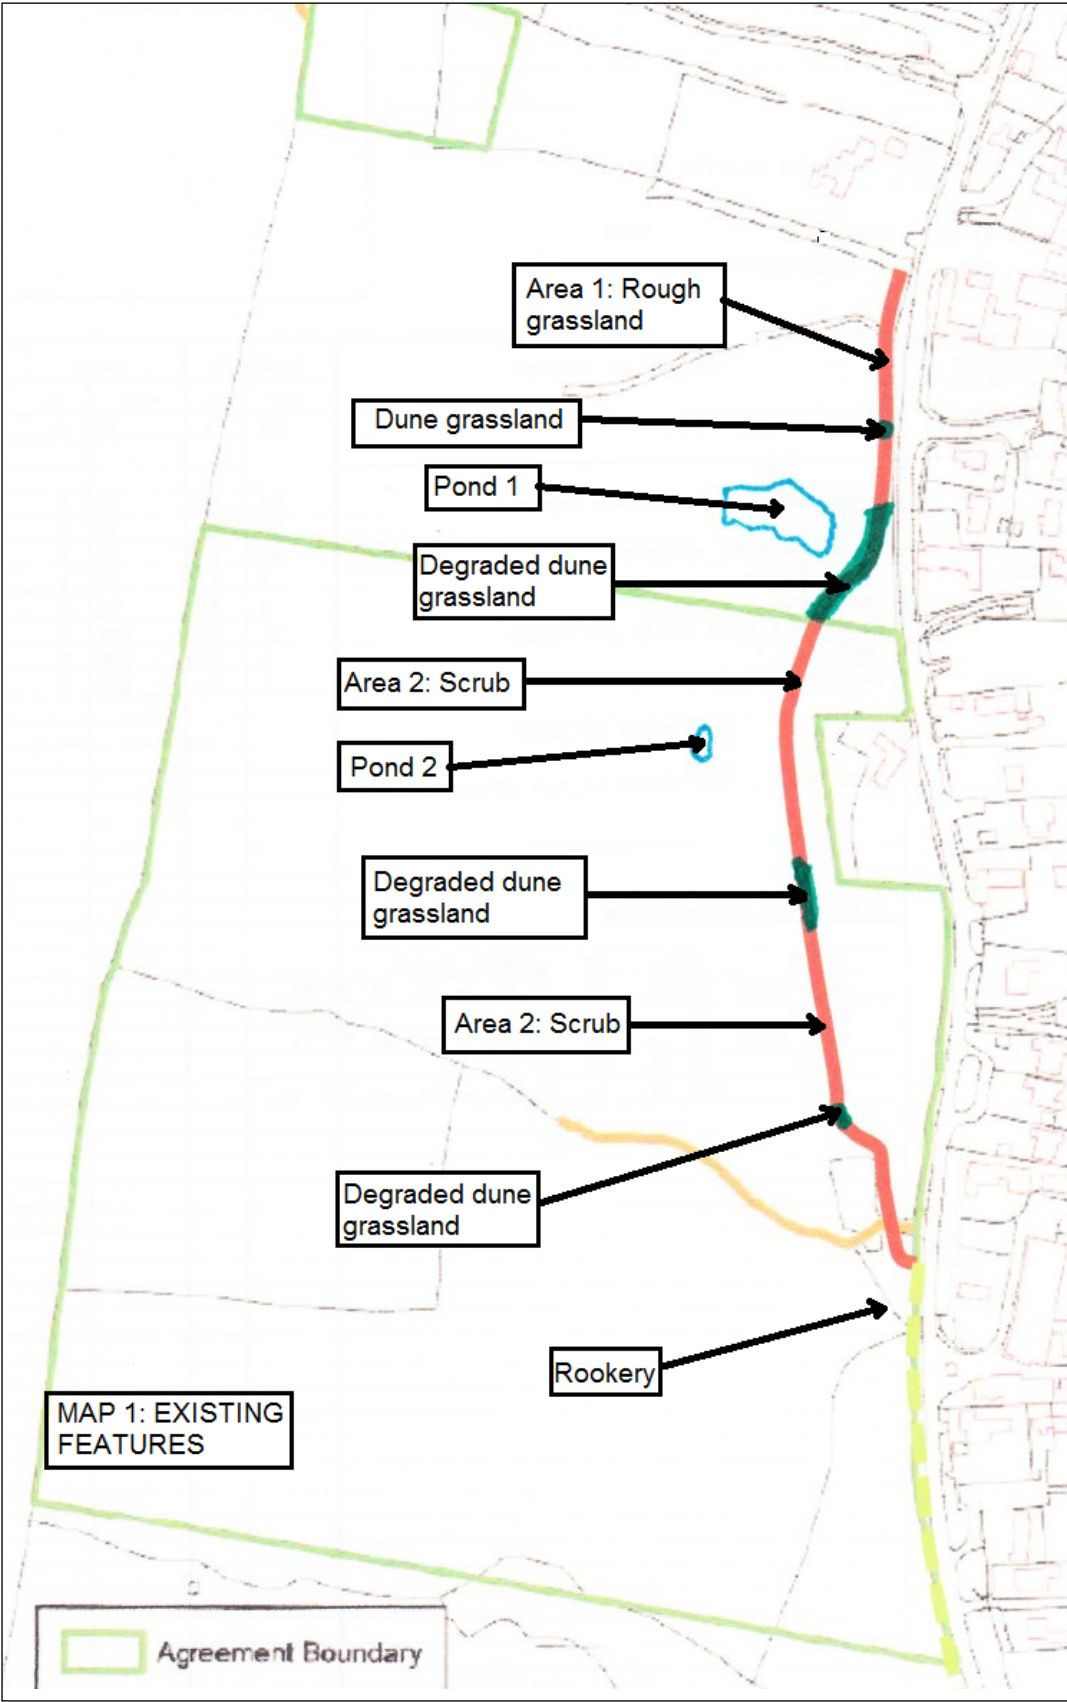 Area 1: Rough
grassland
Dune grassland
Pond 1
Degraded dune
grassland
Area 2: Scrub
Pond 2
Degraded dune
grassland
Area 2: Scrub
Degraded dune
grassland
Rookery
MAP 1: EXISTING
FEATURES
Agreement Boundary